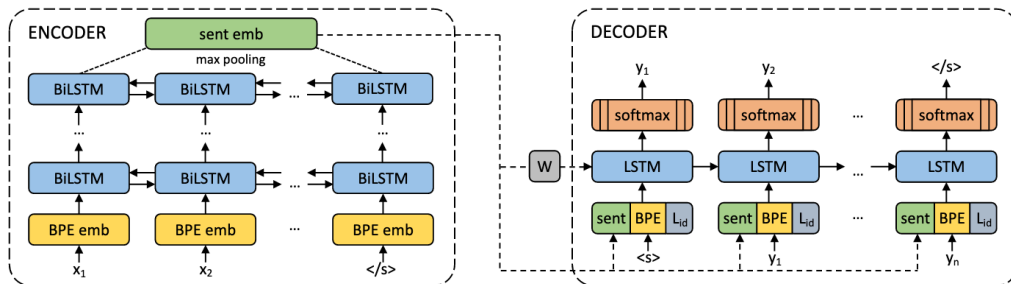 ENCODER
sent emb
max pooling
BiLSTM BiLSTM ... BiLSTM
... ... ...
BiLSTM BiLSTM ... BiLSTM
BPE emb BPE emb ... BPE emb
x1 x2 </s>
W
DECODER
y1 y2 </s>
softmax softmax ... softmax
LSTM LSTM ... LSTM
sent BPE Lid sent BPE Lid ... sent BPE Lid
<s> y1 yn